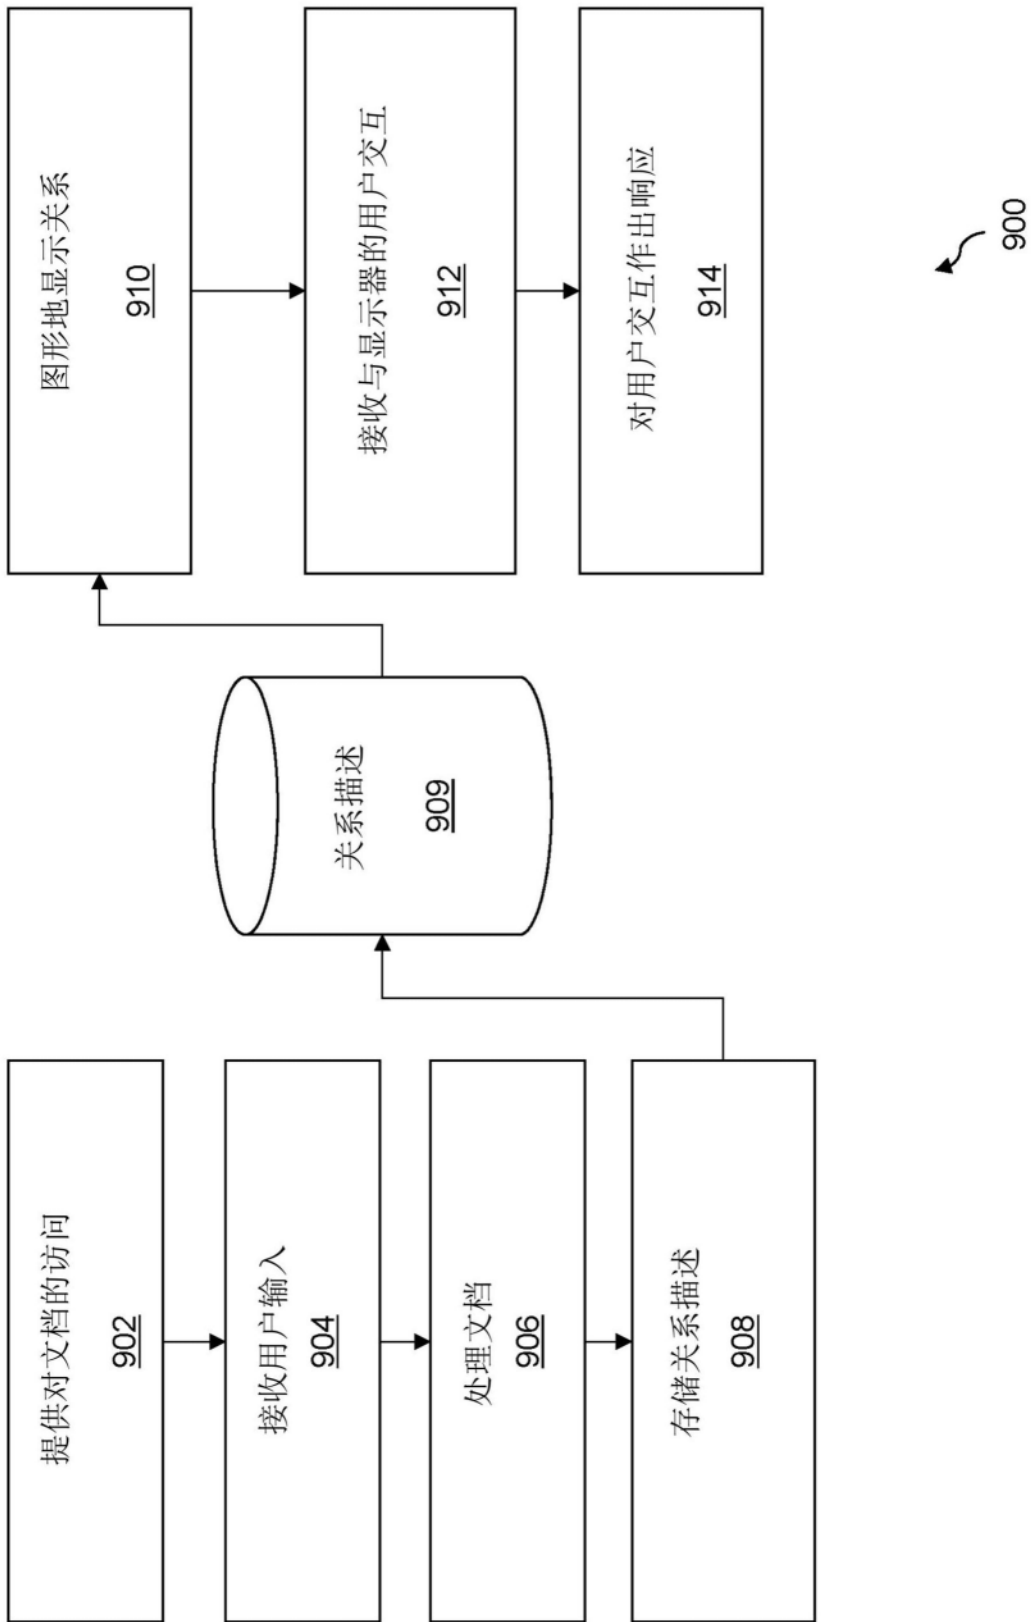 提供对文档的访问
902
接收用户输入
904
处理文档
906
存储关系描述
908
关系描述
909
图形地显示关系
910
接收与显示器的用户交互
912
对用户交互作出响应
914
900